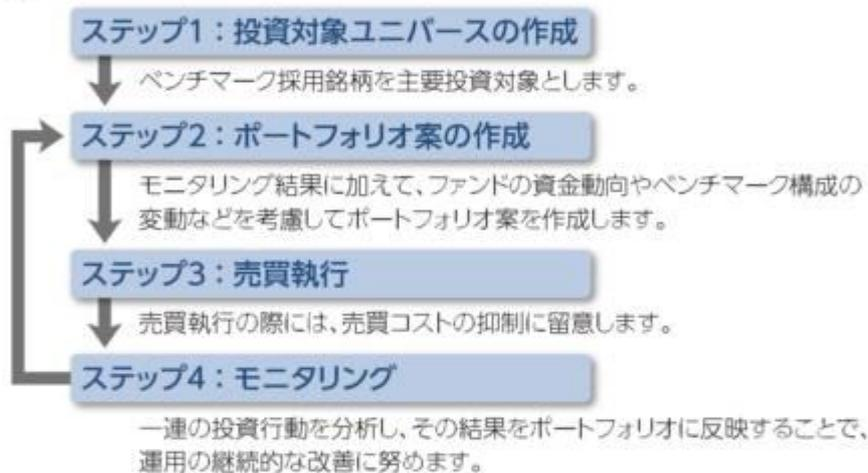 ステップ1：投資対象ユニバースの作成
ベンチマーク採用銘柄を主要投資対象とします。
ステップ2：ポートフォリオ案の作成
モニタリング結果に加えて、ファンドの資金動向やベンチマーク構成の
変動などを考慮してポートフォリオ案を作成します。
ステップ3：売買執行
売買執行の際には、売買コストの抑制に留意します。
ステップ4：モニタリング
一連の投資行動を分析し、その結果をポートフォリオに反映することで、
運用の継続的な改善に努めます。